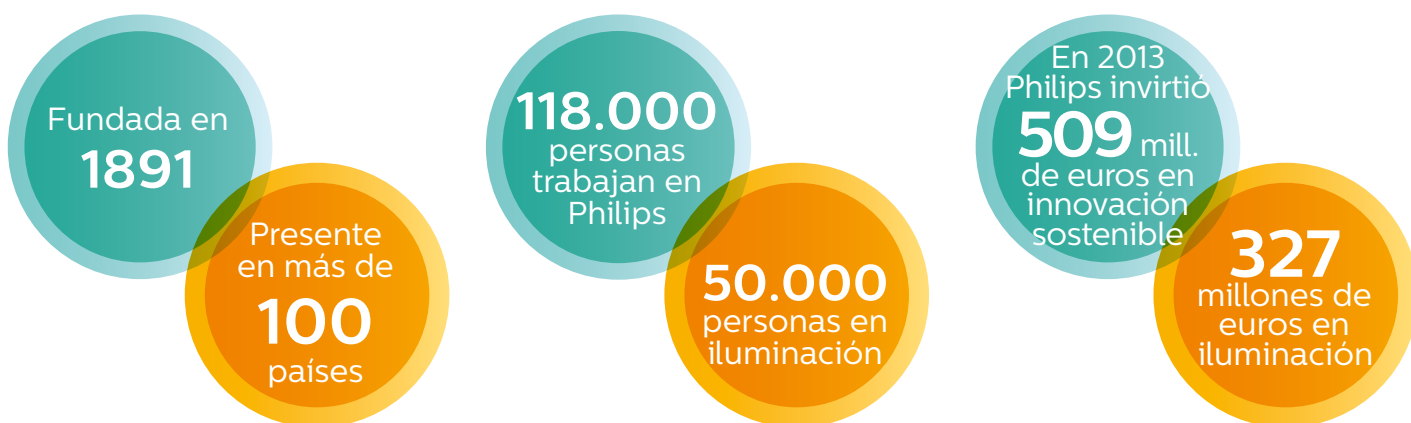 Fundada en
1891
Presente
en más de
100
países
118.000
personas
trabajan en
Philips
50.000
personas en
iluminación
En 2013
Philips invirtió
509 mill.
de euros en
innovación
sostenible
327
millones de
euros en
iluminación